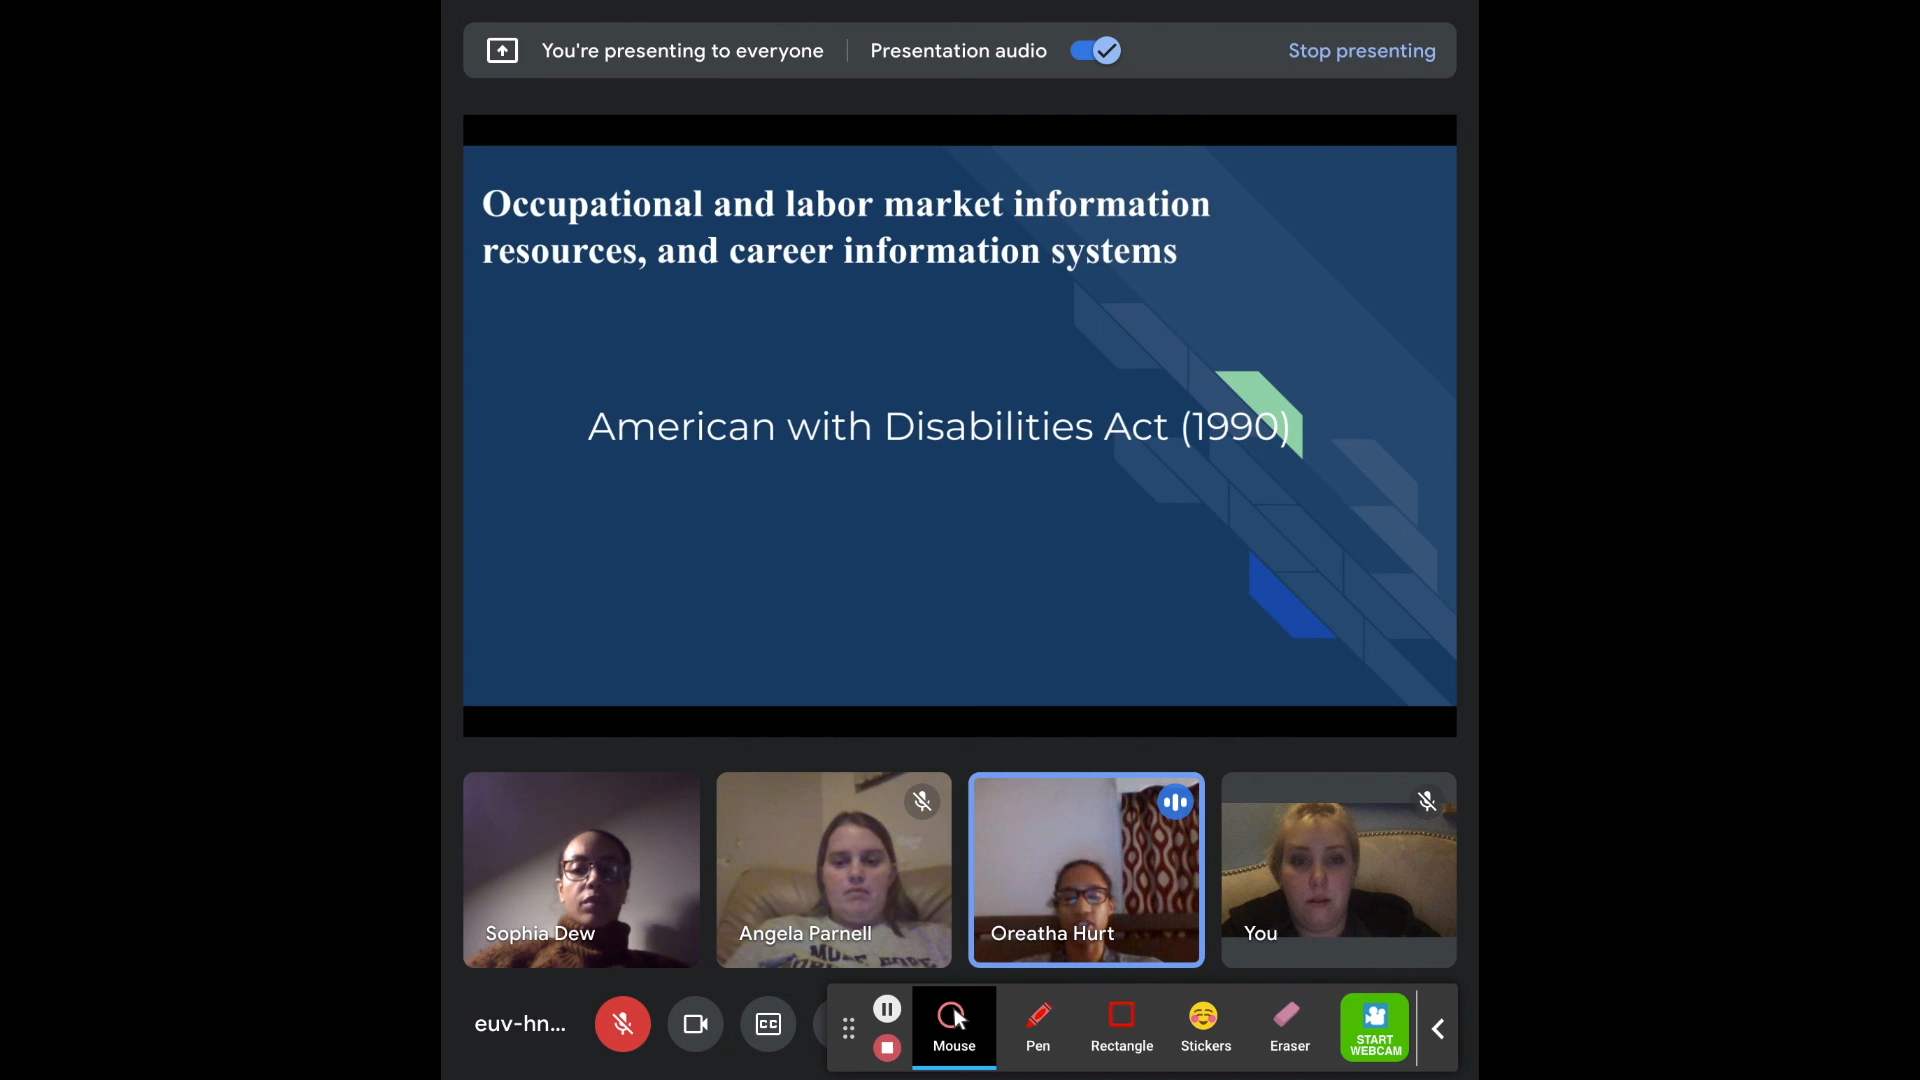 You're presenting to everyone
Presentation audio
Stop presenting
Occupational and labor market information
resources, and career information systems
American with Disabilities Act (1990)
Sophia Dew
Angela Parnell
Oreatha Hurt
You
euv-hn...
CC
Mouse
Pen
Rectangle
Stickers
Eraser
START
WEBCAM